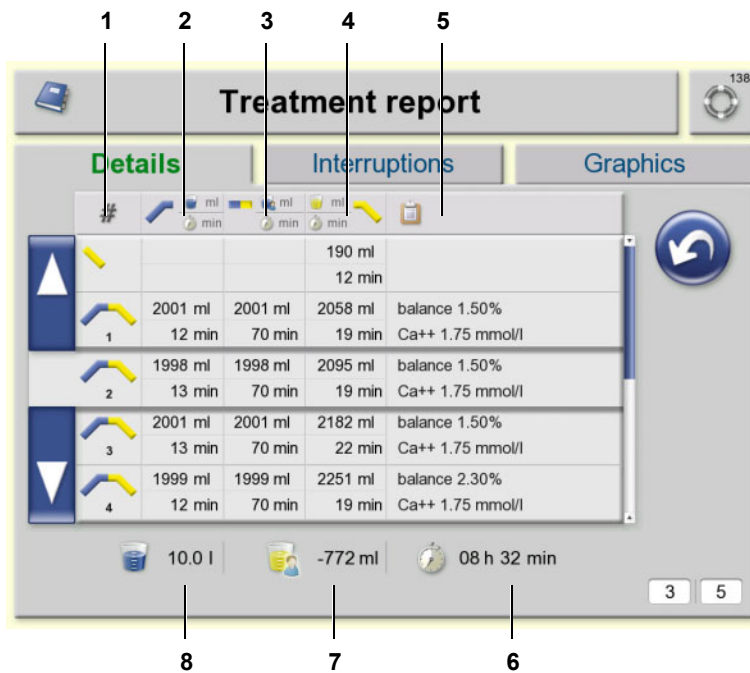 1 2 3 4 5
138
Treatment report
Details Interruptions Graphics
# ml ml ml
min min min
190 ml
12 min
2001 ml 2001 ml 2058 ml balance 1.50%
1 12 min 70 min 19 min Ca++ 1.75 mmol/l
1998 ml 1998 ml 2095 ml balance 1.50%
2 13 min 70 min 19 min Ca++ 1.75 mmol/l
2001 ml 2001 ml 2182 ml balance 1.50%
3 13 min 70 min 22 min Ca++ 1.75 mmol/l
1999 ml 1999 ml 2251 ml balance 2.30%
4 12 min 70 min 19 min Ca++ 1.75 mmol/l
10.0 l -772 ml 08 h 32 min
3 5
8 7 6